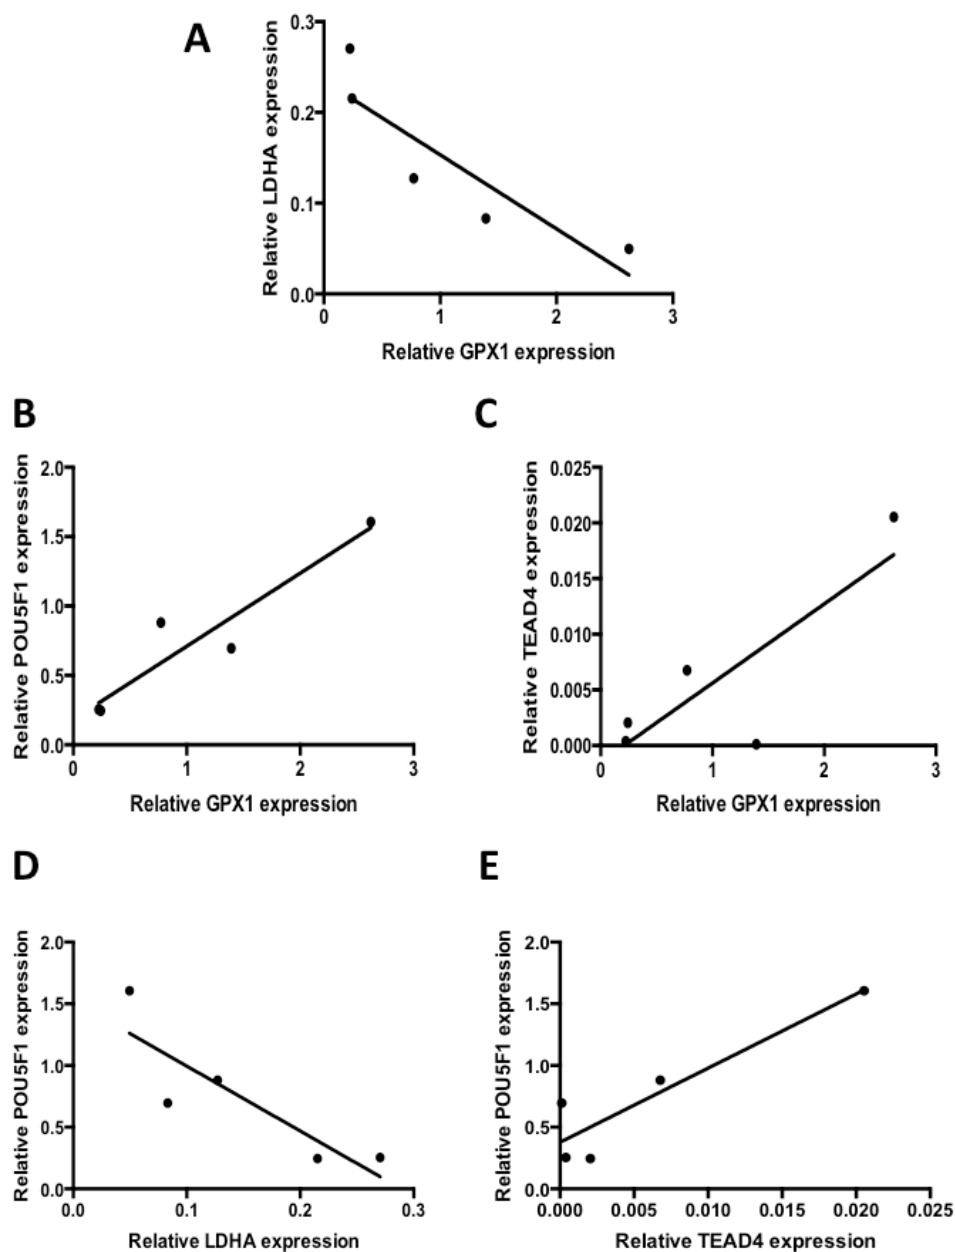 A
Relative LDHA expression
0.3
0.2
0.1
0.0
0 1 2 3
Relative GPX1 expression
B
Relative POU5F1 expression
2.0
1.5
1.0
0.5
0.0
0 1 2 3
Relative GPX1 expression
C
Relative TEAD4 expression
0.025
0.020
0.015
0.010
0.005
0.000
0 1 2 3
Relative GPX1 expression
D
Relative POU5F1 expression
2.0
1.5
1.0
0.5
0.0
0.0 0.1 0.2 0.3
Relative LDHA expression
E
Relative POU5F1 expression
2.0
1.5
1.0
0.5
0.0
0.000 0.005 0.010 0.015 0.020 0.025
Relative TEAD4 expression